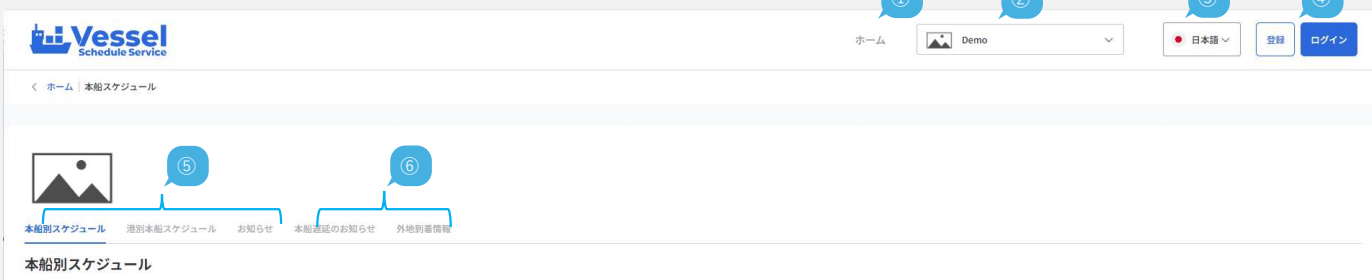 ① ② ③ ④
Vessel
Schedule Service
ホーム Demo 日本語 登録 ログイン
ホーム 本船スケジュール
⑤ ⑥
本船別スケジュール 港別本船スケジュール お知らせ 本船遅延のお知らせ 外地到着情報
本船別スケジュール